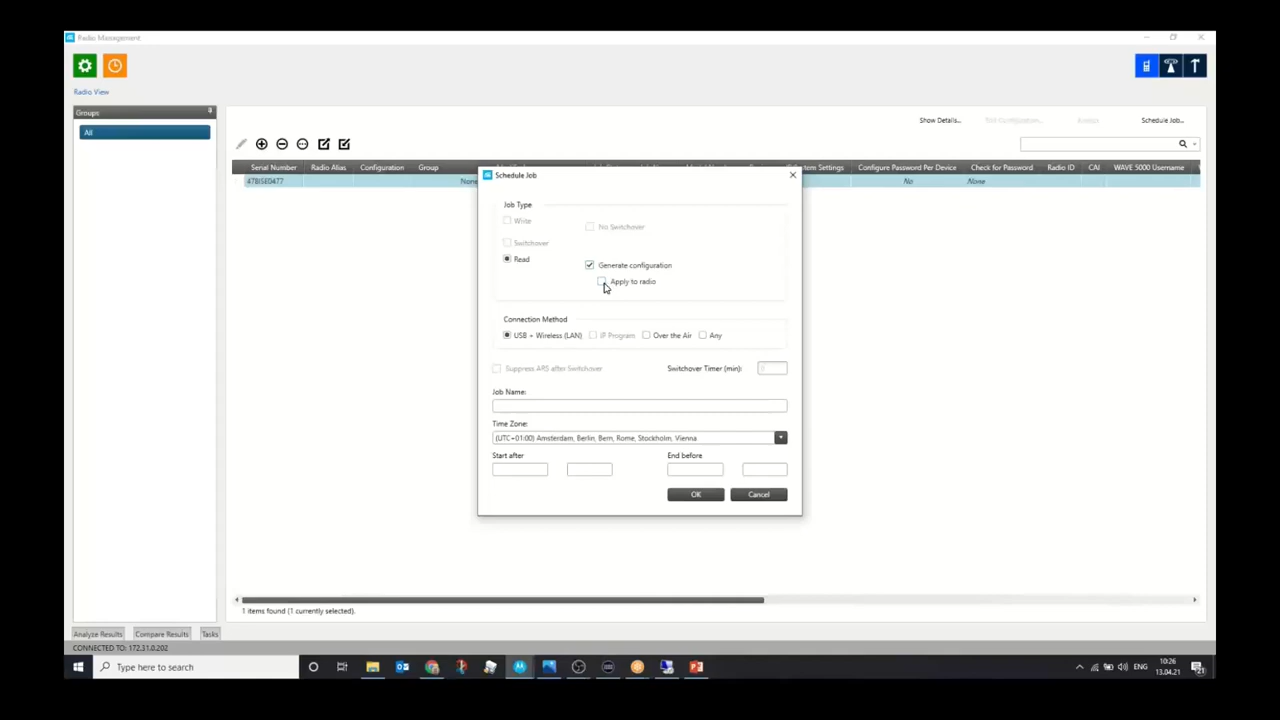 Radio Management
Radio View
Groups:
All
Show Details...
Schedule Job...
Serial Number Radio Alias Configuration Group System Settings Configure Password Per Device Check for Password Radio ID CAI WAVE 5000 Username
47BISE0477 None No None
Schedule Job
Job Type
Write
No Switchover
Switchover
Read
Generate configuration
Apply to radio
Connection Method
USB + Wireless (LAN) IP Program Over the Air Any
Suppress ARS after Switchover Switchover Timer (min):
Job Name:
Time Zone:
(UTC+01:00) Amsterdam, Berlin, Bern, Rome, Stockholm, Vienna
Start after End before
OK Cancel
1 items found (1 currently selected).
Analyze Results Compare Results Tasks
CONNECTED TO: 172.31.0.202
Type here to search
ENG
10:26
13.04.21